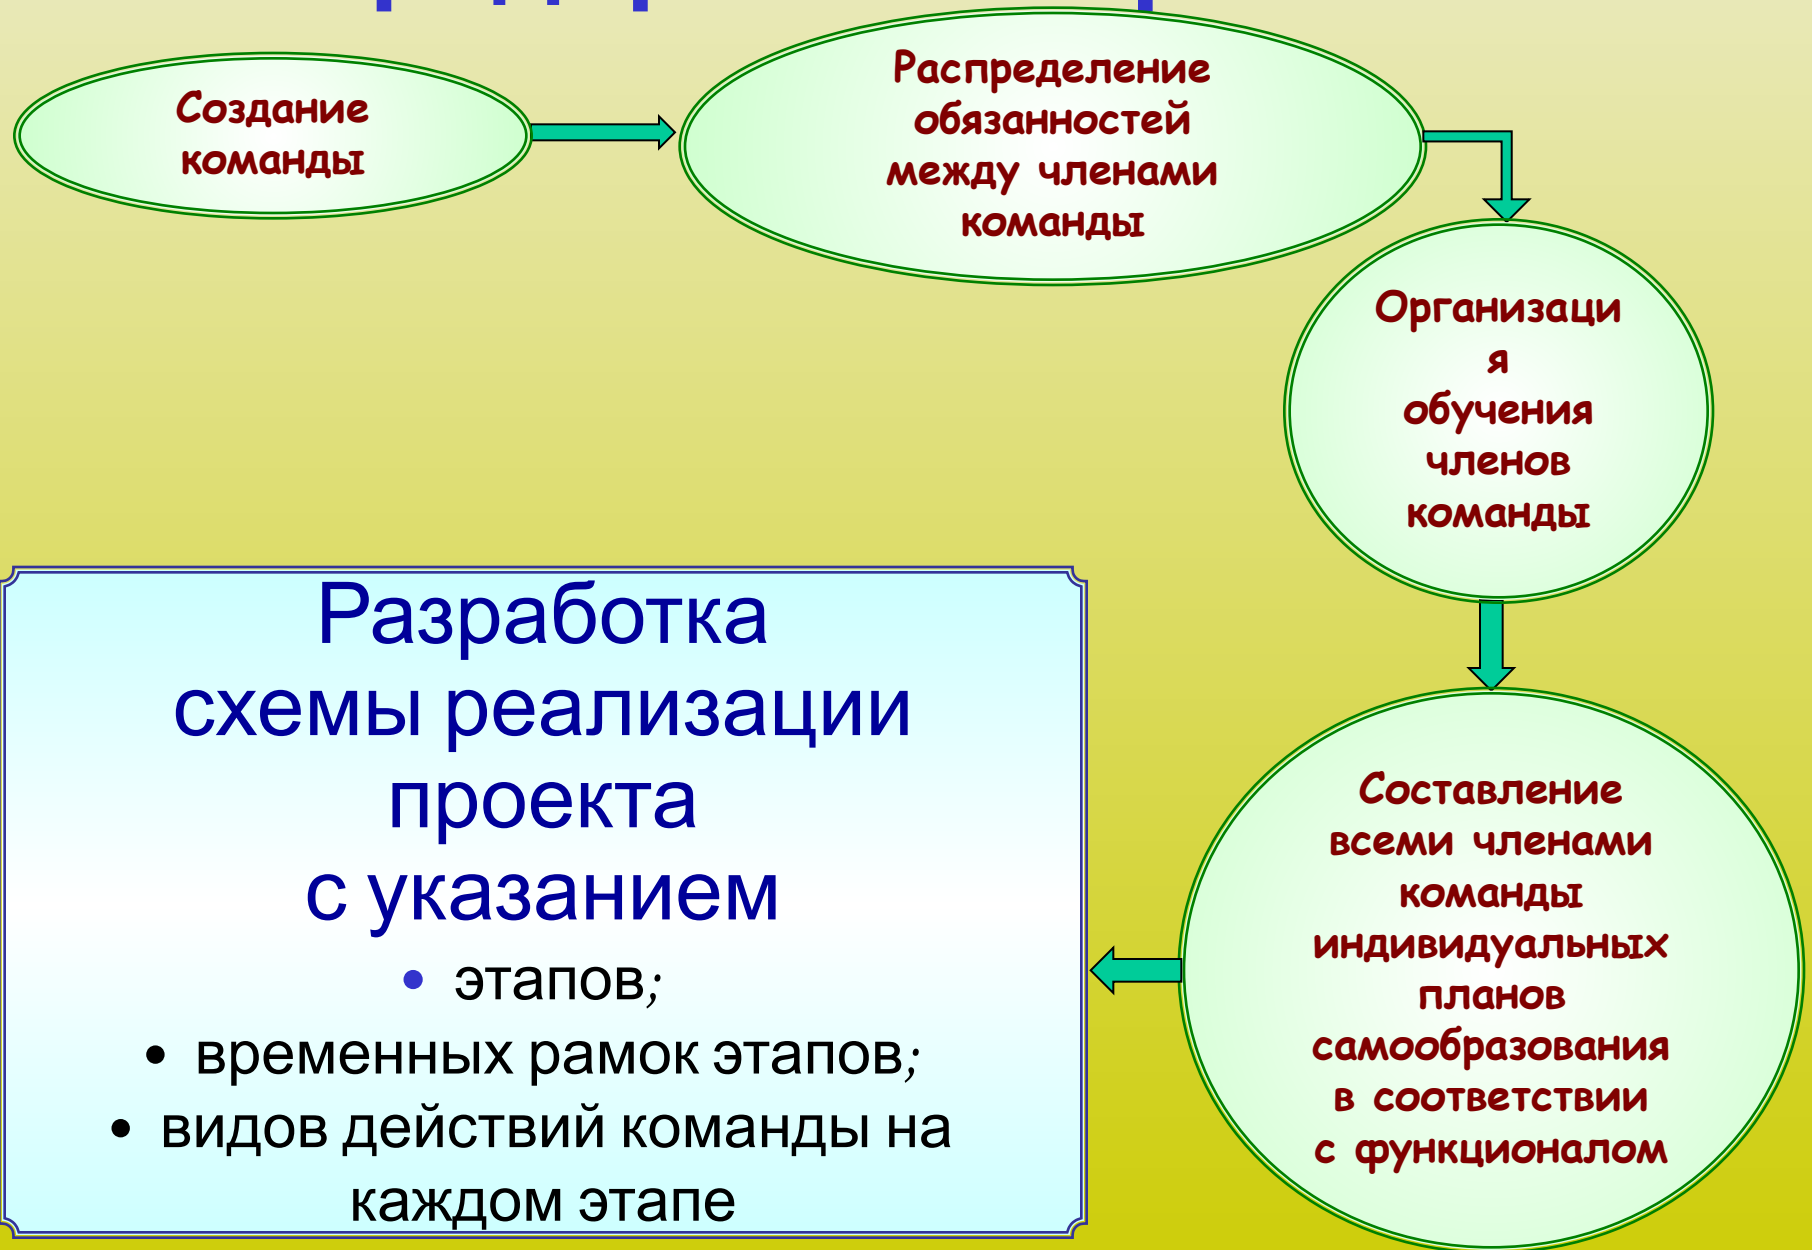 Создание
команды
Распределение
обязанностей
между членами
команды
Организаци
я
обучения
членов
команды
Составление
всеми членами
команды
индивидуальных
планов
самообразования
в соответствии
с функционалом
Разработка
схемы реализации
проекта
с указанием
• этапов;
• временных рамок этапов;
• видов действий команды на
каждом этапе